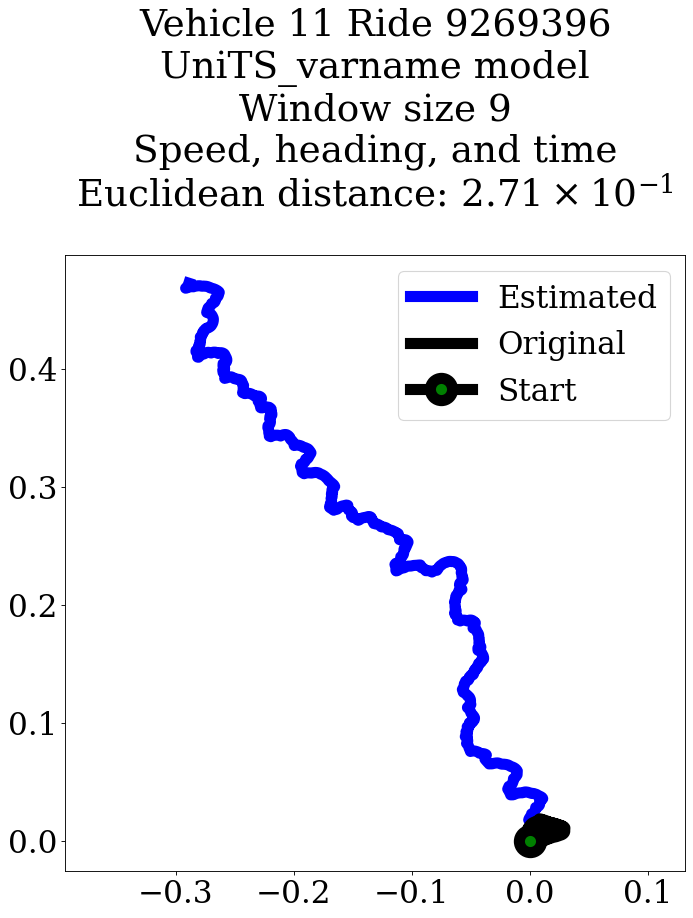 Vehicle 11 Ride 9269396
UniTS_varname model
Window size 9
Speed, heading, and time
Euclidean distance: 2.71 × 10⁻¹
Estimated
Original
Start
0.4
0.3
0.2
0.1
0.0
−0.3 −0.2 −0.1 0.0 0.1